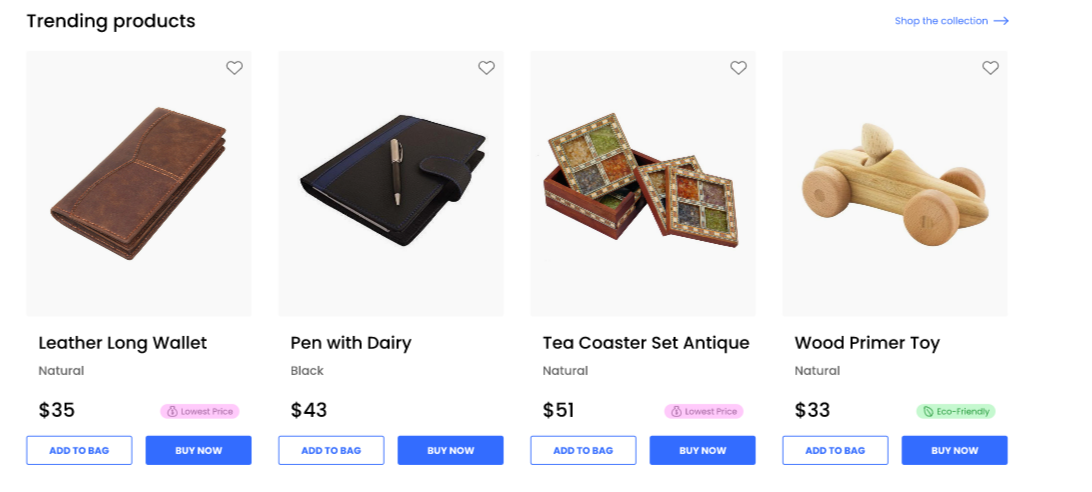 Trending products
Shop the collection
Leather Long Wallet
Natural
$35
Lowest Price
ADD TO BAG
BUY NOW
Pen with Dairy
Black
$43
ADD TO BAG
BUY NOW
Tea Coaster Set Antique
Natural
$51
Lowest Price
ADD TO BAG
BUY NOW
Wood Primer Toy
Natural
$33
Eco-Friendly
ADD TO BAG
BUY NOW